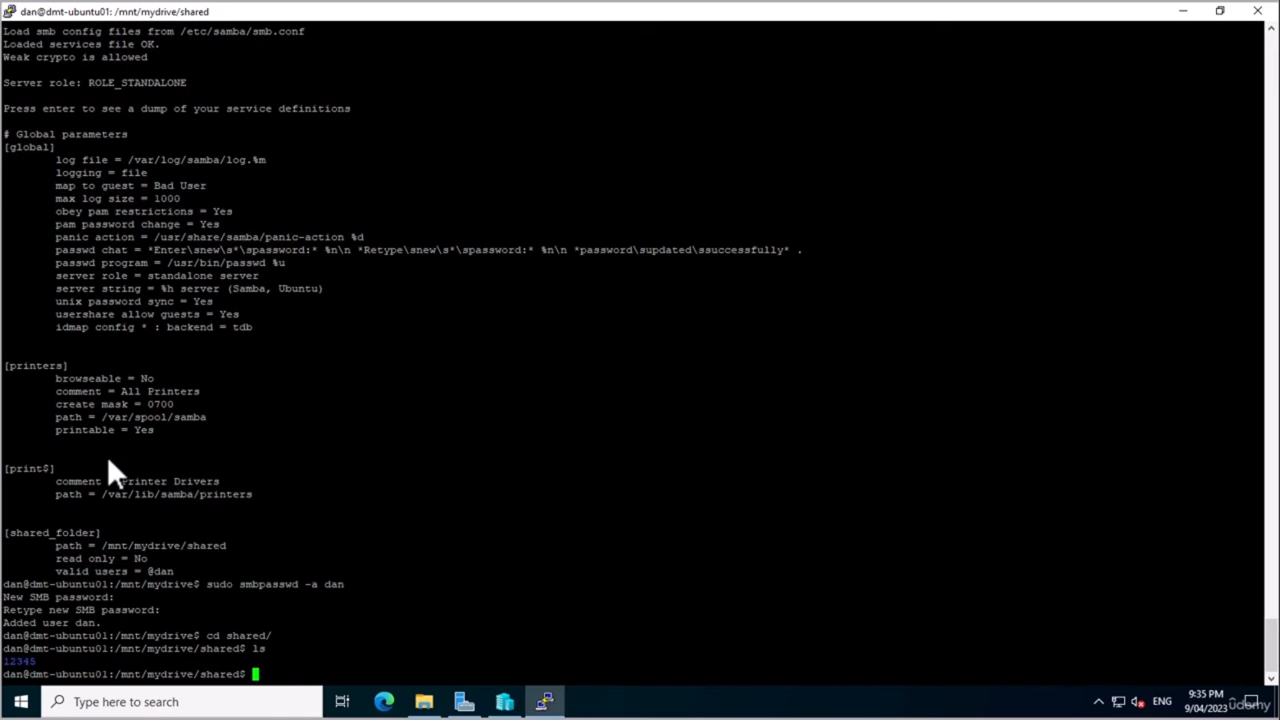 dan@dmt-ubuntu01: /mnt/mydrive/shared
Load smb config files from /etc/samba/smb.conf
Loaded services file OK.
Weak crypto is allowed
Server role: ROLE_STANDALONE
Press enter to see a dump of your service definitions
# Global parameters
[global]
log file = /var/log/samba/log.%m
logging = file
map to guest = Bad User
max log size = 1000
obey pam restrictions = Yes
pam password change = Yes
panic action = /usr/share/samba/panic-action %d
passwd chat = *Enter\snew\s*\spassword:* %n\n *Retype\snew\s*\spassword:* %n\n *password\supdated\ssuccessfully* .
passwd program = /usr/bin/passwd %u
server role = standalone server
server string = %h server (Samba, Ubuntu)
unix password sync = Yes
usershare allow guests = Yes
idmap config * : backend = tdb
[printers]
browseable = No
comment = All Printers
create mask = 0700
path = /var/spool/samba
printable = Yes
[print$]
comment = Printer Drivers
path = /var/lib/samba/printers
[shared_folder]
path = /mnt/mydrive/shared
read only = No
valid users = @dan
dan@dmt-ubuntu01:/mnt/mydrive$ sudo smbpasswd -a dan
New SMB password:
Retype new SMB password:
Added user dan.
dan@dmt-ubuntu01:/mnt/mydrive$ cd shared/
dan@dmt-ubuntu01:/mnt/mydrive/shared$ ls
12345
dan@dmt-ubuntu01:/mnt/mydrive/shared$
Type here to search
ENG
9:35 PM
9/04/2023
udemy